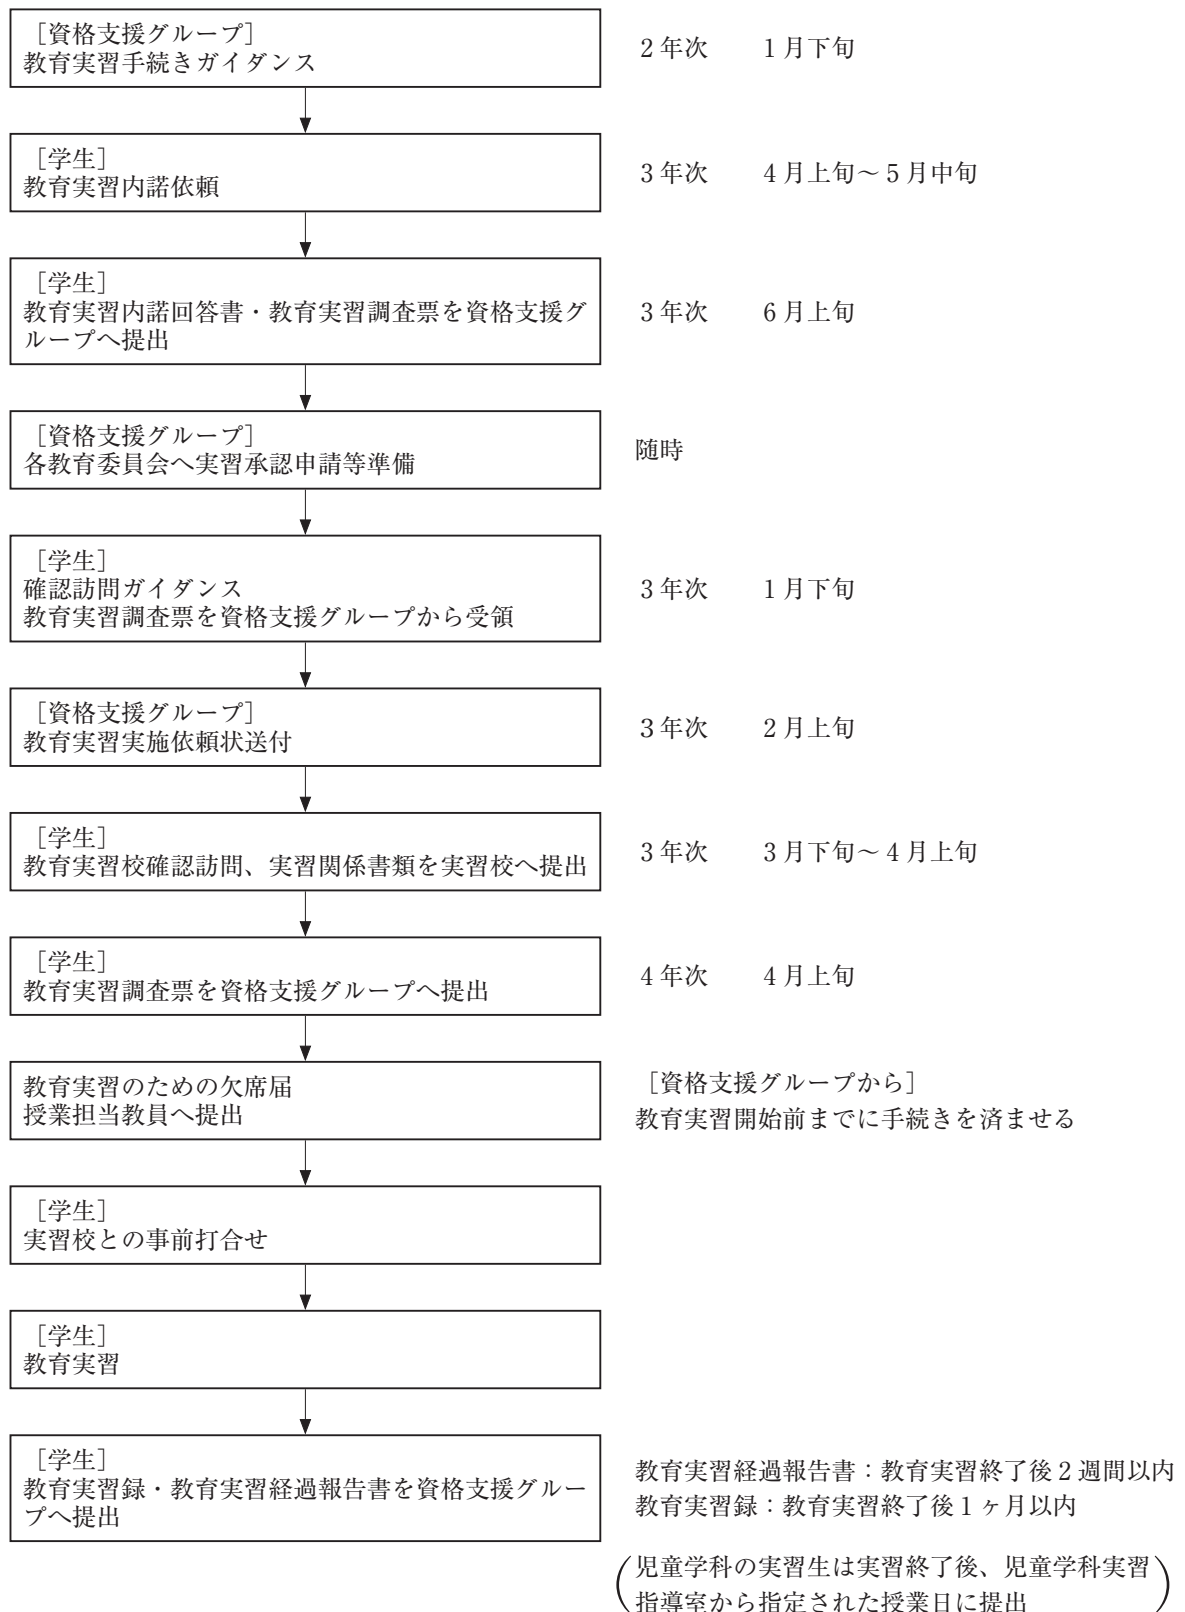 ［資格支援グループ］
教育実習手続きガイダンス
２年次　１月下旬
［学生］
教育実習内諾依頼
３年次　４月上旬～５月中旬
［学生］
教育実習内諾回答書・教育実習調査票を資格支援グ
ループへ提出
３年次　６月上旬
［資格支援グループ］
各教育委員会へ実習承認申請等準備
随時
［学生］
確認訪問ガイダンス
教育実習調査票を資格支援グループから受領
３年次　１月下旬
［資格支援グループ］
教育実習実施依頼状送付
３年次　２月上旬
［学生］
教育実習校確認訪問、実習関係書類を実習校へ提出
３年次　３月下旬～４月上旬
［学生］
教育実習調査票を資格支援グループへ提出
４年次　４月上旬
教育実習のための欠席届
授業担当教員へ提出
［資格支援グループから］
教育実習開始前までに手続きを済ませる
［学生］
実習校との事前打合せ
［学生］
教育実習
［学生］
教育実習録・教育実習経過報告書を資格支援グルー
プへ提出
教育実習経過報告書：教育実習終了後２週間以内
教育実習録：教育実習終了後１ヶ月以内
（児童学科の実習生は実習終了後、児童学科実習
指導室から指定された授業日に提出）